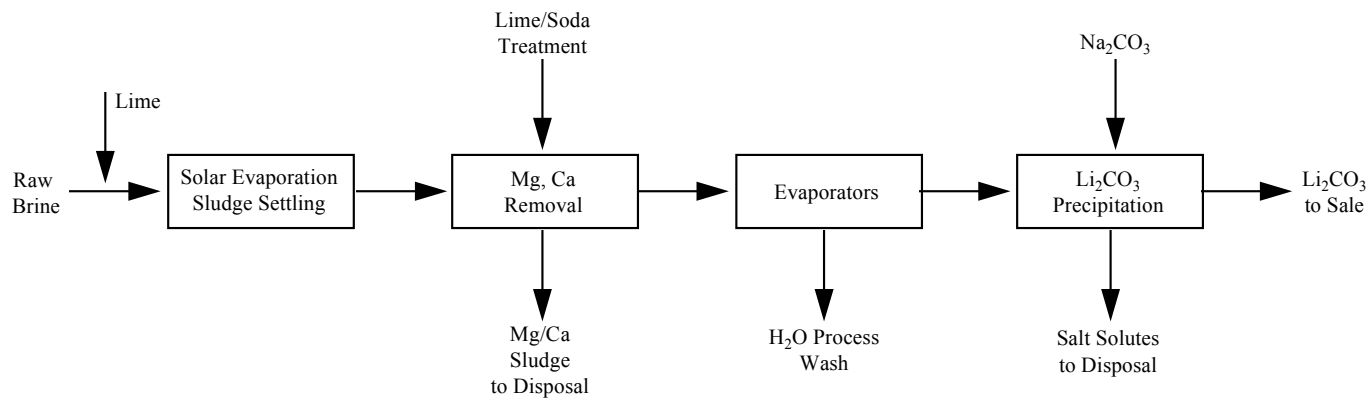 Lime/Soda
Treatment
Na₂CO₃
Lime
Raw
Brine
Solar Evaporation
Sludge Settling
Mg, Ca
Removal
Evaporators
Li₂CO₃
Precipitation
Li₂CO₃
to Sale
Mg/Ca
Sludge
to Disposal
H₂O Process
Wash
Salt Solutes
to Disposal